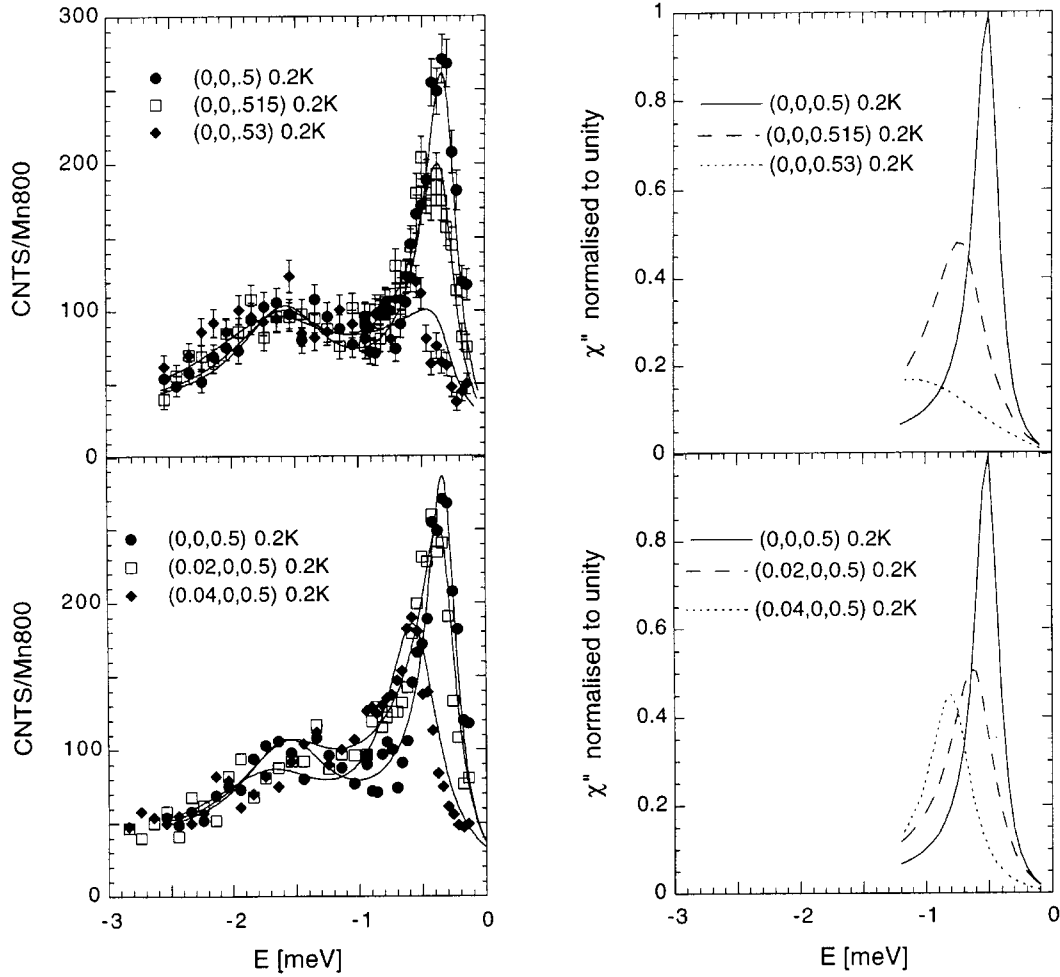 300
200
100
0
CNTS/Mn800
(0,0,.5) 0.2K
(0,0,.515) 0.2K
(0,0,.53) 0.2K
1
0.8
0.6
0.4
0.2
0
χ" normalised to unity
(0,0,0.5) 0.2K
(0,0,0.515) 0.2K
(0,0,0.53) 0.2K
200
100
0
CNTS/Mn800
(0,0,0.5) 0.2K
(0.02,0,0.5) 0.2K
(0.04,0,0.5) 0.2K
-3
-2
-1
0
E [meV]
0.8
0.6
0.4
0.2
0
χ" normalised to unity
(0,0,0.5) 0.2K
(0.02,0,0.5) 0.2K
(0.04,0,0.5) 0.2K
-3
-2
-1
0
E [meV]